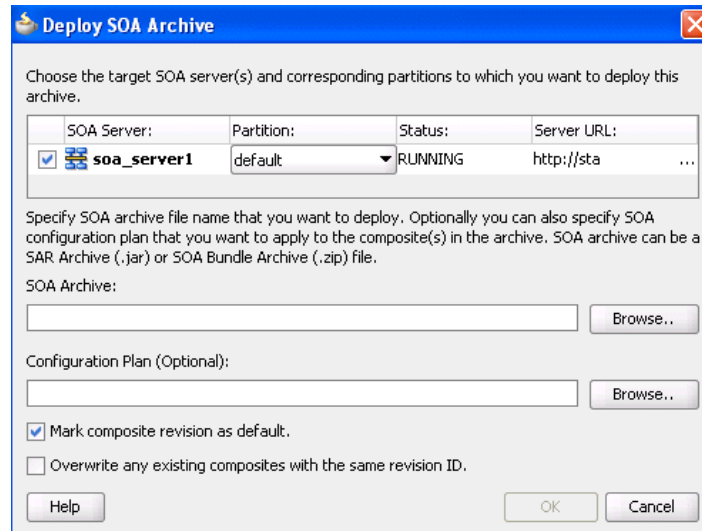 Deploy SOA Archive
Choose the target SOA server(s) and corresponding partitions to which you want to deploy this
archive.
SOA Server: Partition: Status: Server URL:
soa_server1 default RUNNING http://sta ...
Specify SOA archive file name that you want to deploy. Optionally you can also specify SOA
configuration plan that you want to apply to the composite(s) in the archive. SOA archive can be a
SAR Archive (.jar) or SOA Bundle Archive (.zip) file.
SOA Archive:
Browse..
Configuration Plan (Optional):
Browse..
Mark composite revision as default.
Overwrite any existing composites with the same revision ID.
Help OK Cancel